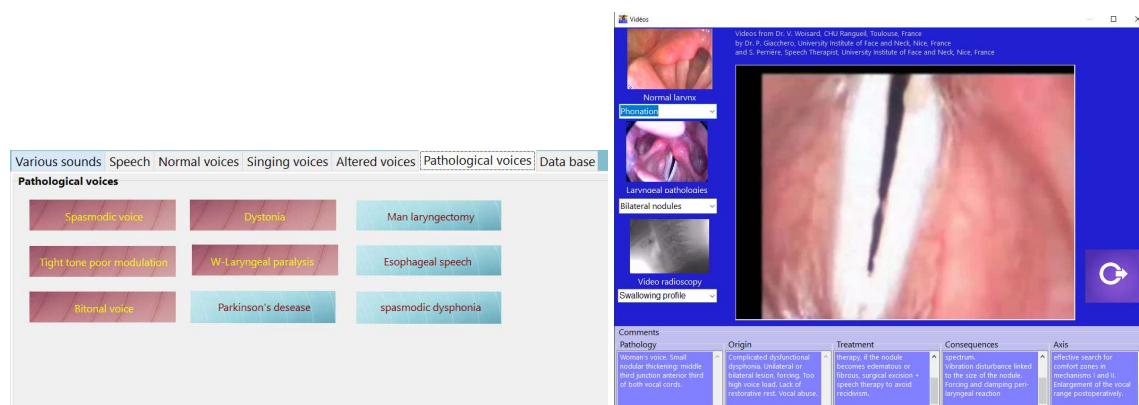 Various sounds Speech Normal voices Singing voices Altered voices Pathological voices Data base
Pathological voices
Spasmodic voice Dystonia Man laryngectomy
Tight tone poor modulation W-Laryngeal paralysis Esophageal speech
Bitonal voice Parkinson's desease spasmodic dysphonia
Vidéos
Videos from Dr. V. Woisard, CHU Rangueil, Toulouse, France
by Dr. P. Giacchero, University Institute of Face and Neck, Nice, France
and S. Perrière, Speech Therapist, University Institute of Face and Neck, Nice, France
Normal larynx
Phonation
Laryngeal pathologies
Bilateral nodules
Video radioscopy
Swallowing profile
Comments
Pathology
Woman's voice. Small
nodular thickening: middle
third junction anterior third
of both vocal cords.
Origin
Complicated dysfunctional
dysphonia. Unilateral or
bilateral lesion, forcing. Too
high voice load. Lack of
restorative rest. Vocal abuse.
Treatment
therapy, if the nodule
becomes edematous or
fibrous, surgical excision +
speech therapy to avoid
recidivism.
Consequences
spectrum.
Vibration disturbance linked
to the size of the nodule.
Forcing and clamping peri-
laryngeal reaction
Axis
effective search for
comfort zones in
mechanisms I and II.
Enlargement of the vocal
range postoperatively.